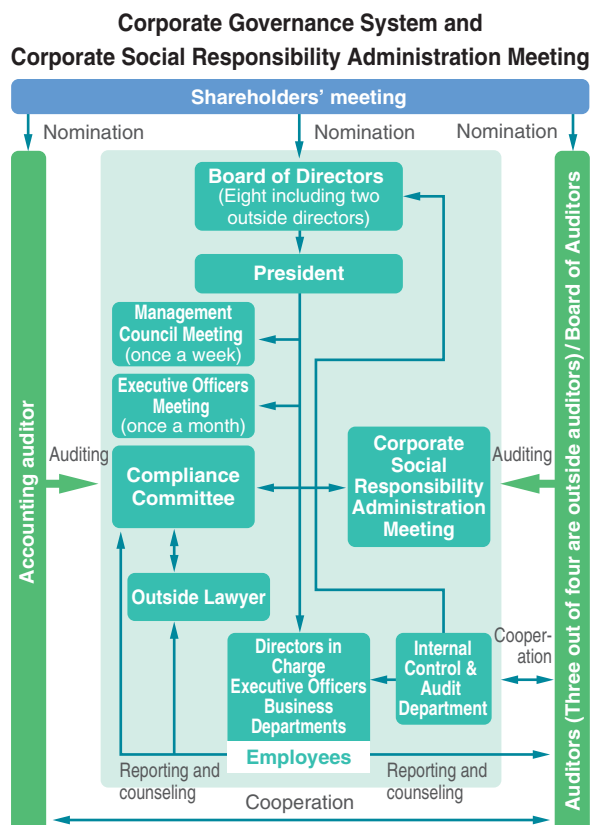 Corporate Governance System and
Corporate Social Responsibility Administration Meeting
Shareholders' meeting
Nomination
Nomination
Nomination
Board of Directors
(Eight including two
outside directors)
President
Management
Council Meeting
(once a week)
Executive Officers
Meeting
(once a month)
Accounting auditor
Auditing
Compliance
Committee
Corporate
Social
Responsibility
Administration
Meeting
Auditing
Auditors (Three out of four are outside auditors) / Board of Auditors
Outside Lawyer
Directors in
Charge
Executive Officers
Business
Departments
Employees
Internal
Control &
Audit
Department
Cooper-
ation
Reporting and
counseling
Reporting and
counseling
Cooperation